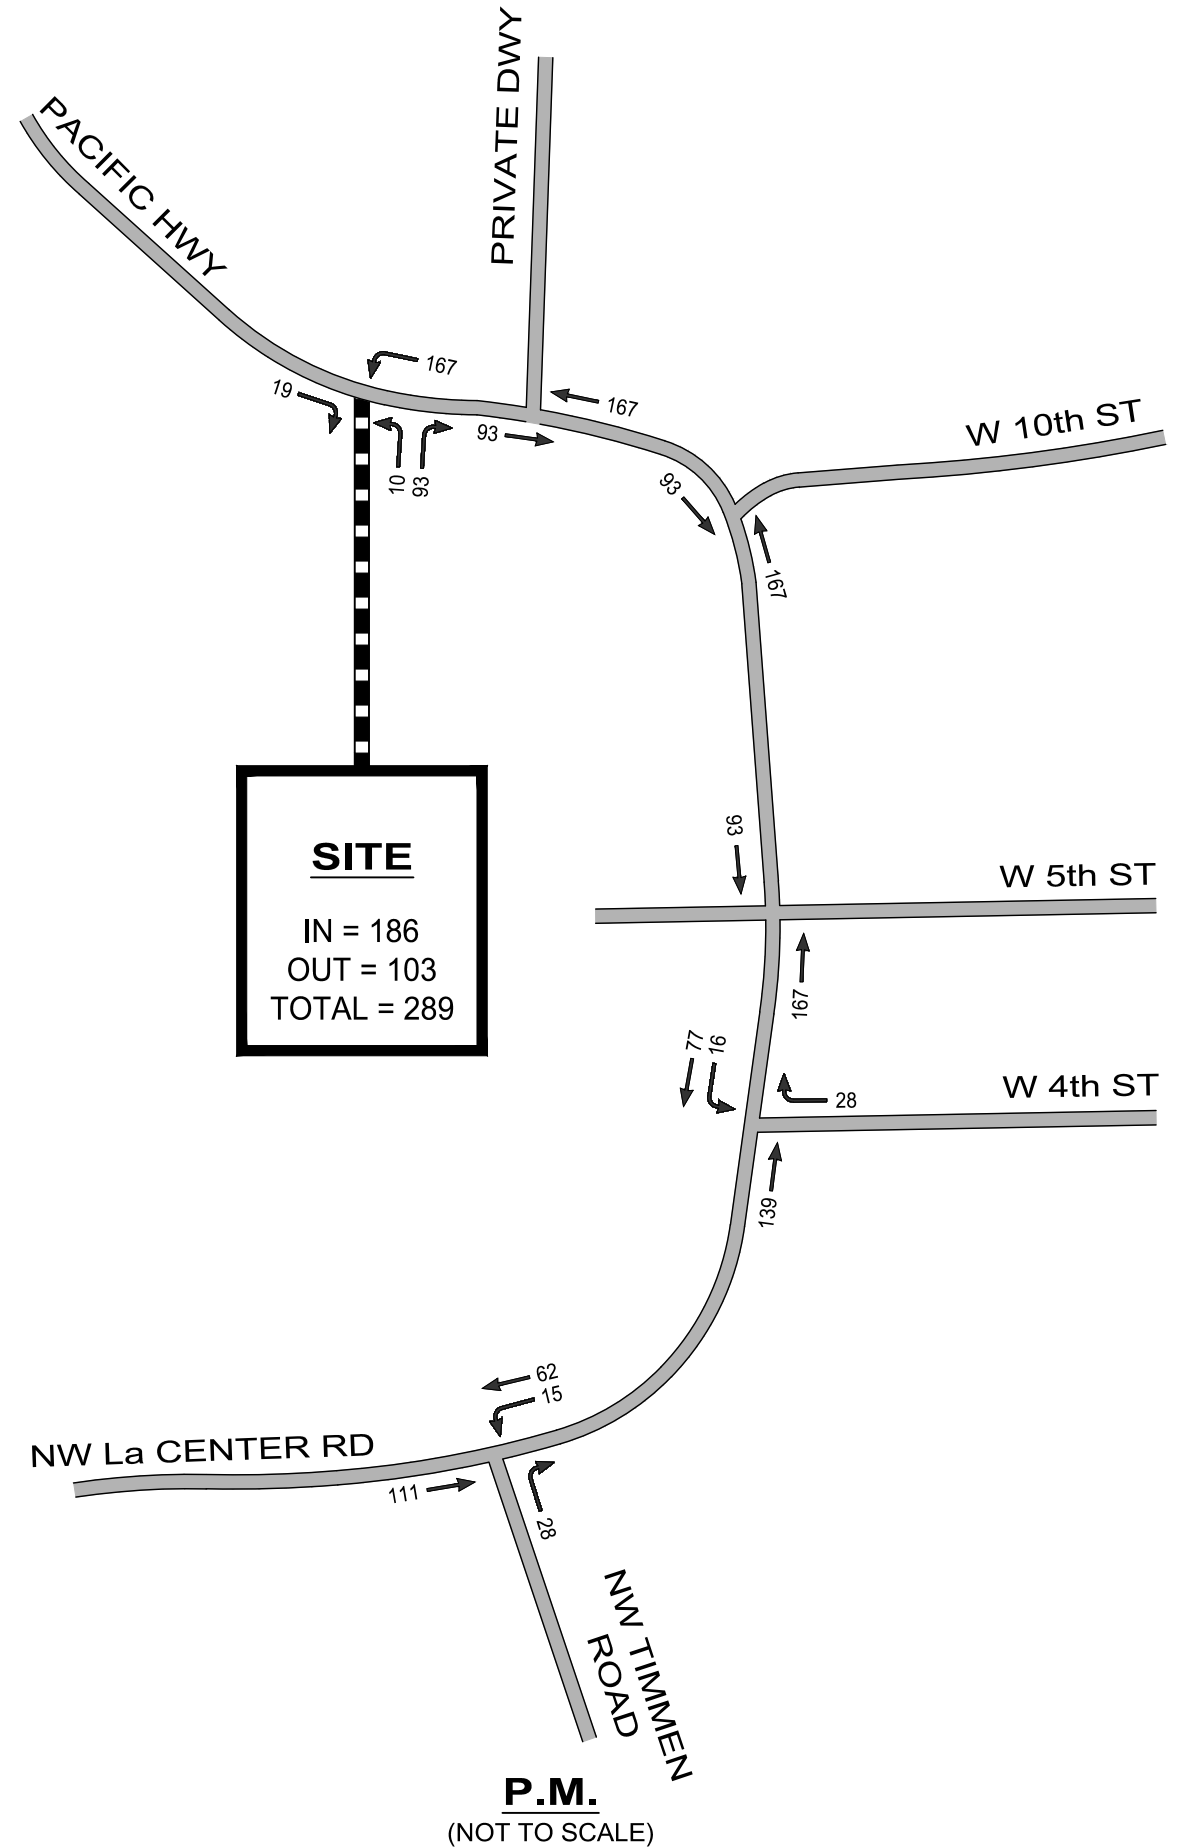 PRIVATE DWY
PACIFIC HWY
167
19
167
W 10th ST
93
10
93
93
167
93
SITE
IN = 186
OUT = 103
TOTAL = 289
W 5th ST
167
77
16
W 4th ST
28
139
62
15
NW La CENTER RD
111
28
NW TIMMEN
ROAD
P.M.
(NOT TO SCALE)